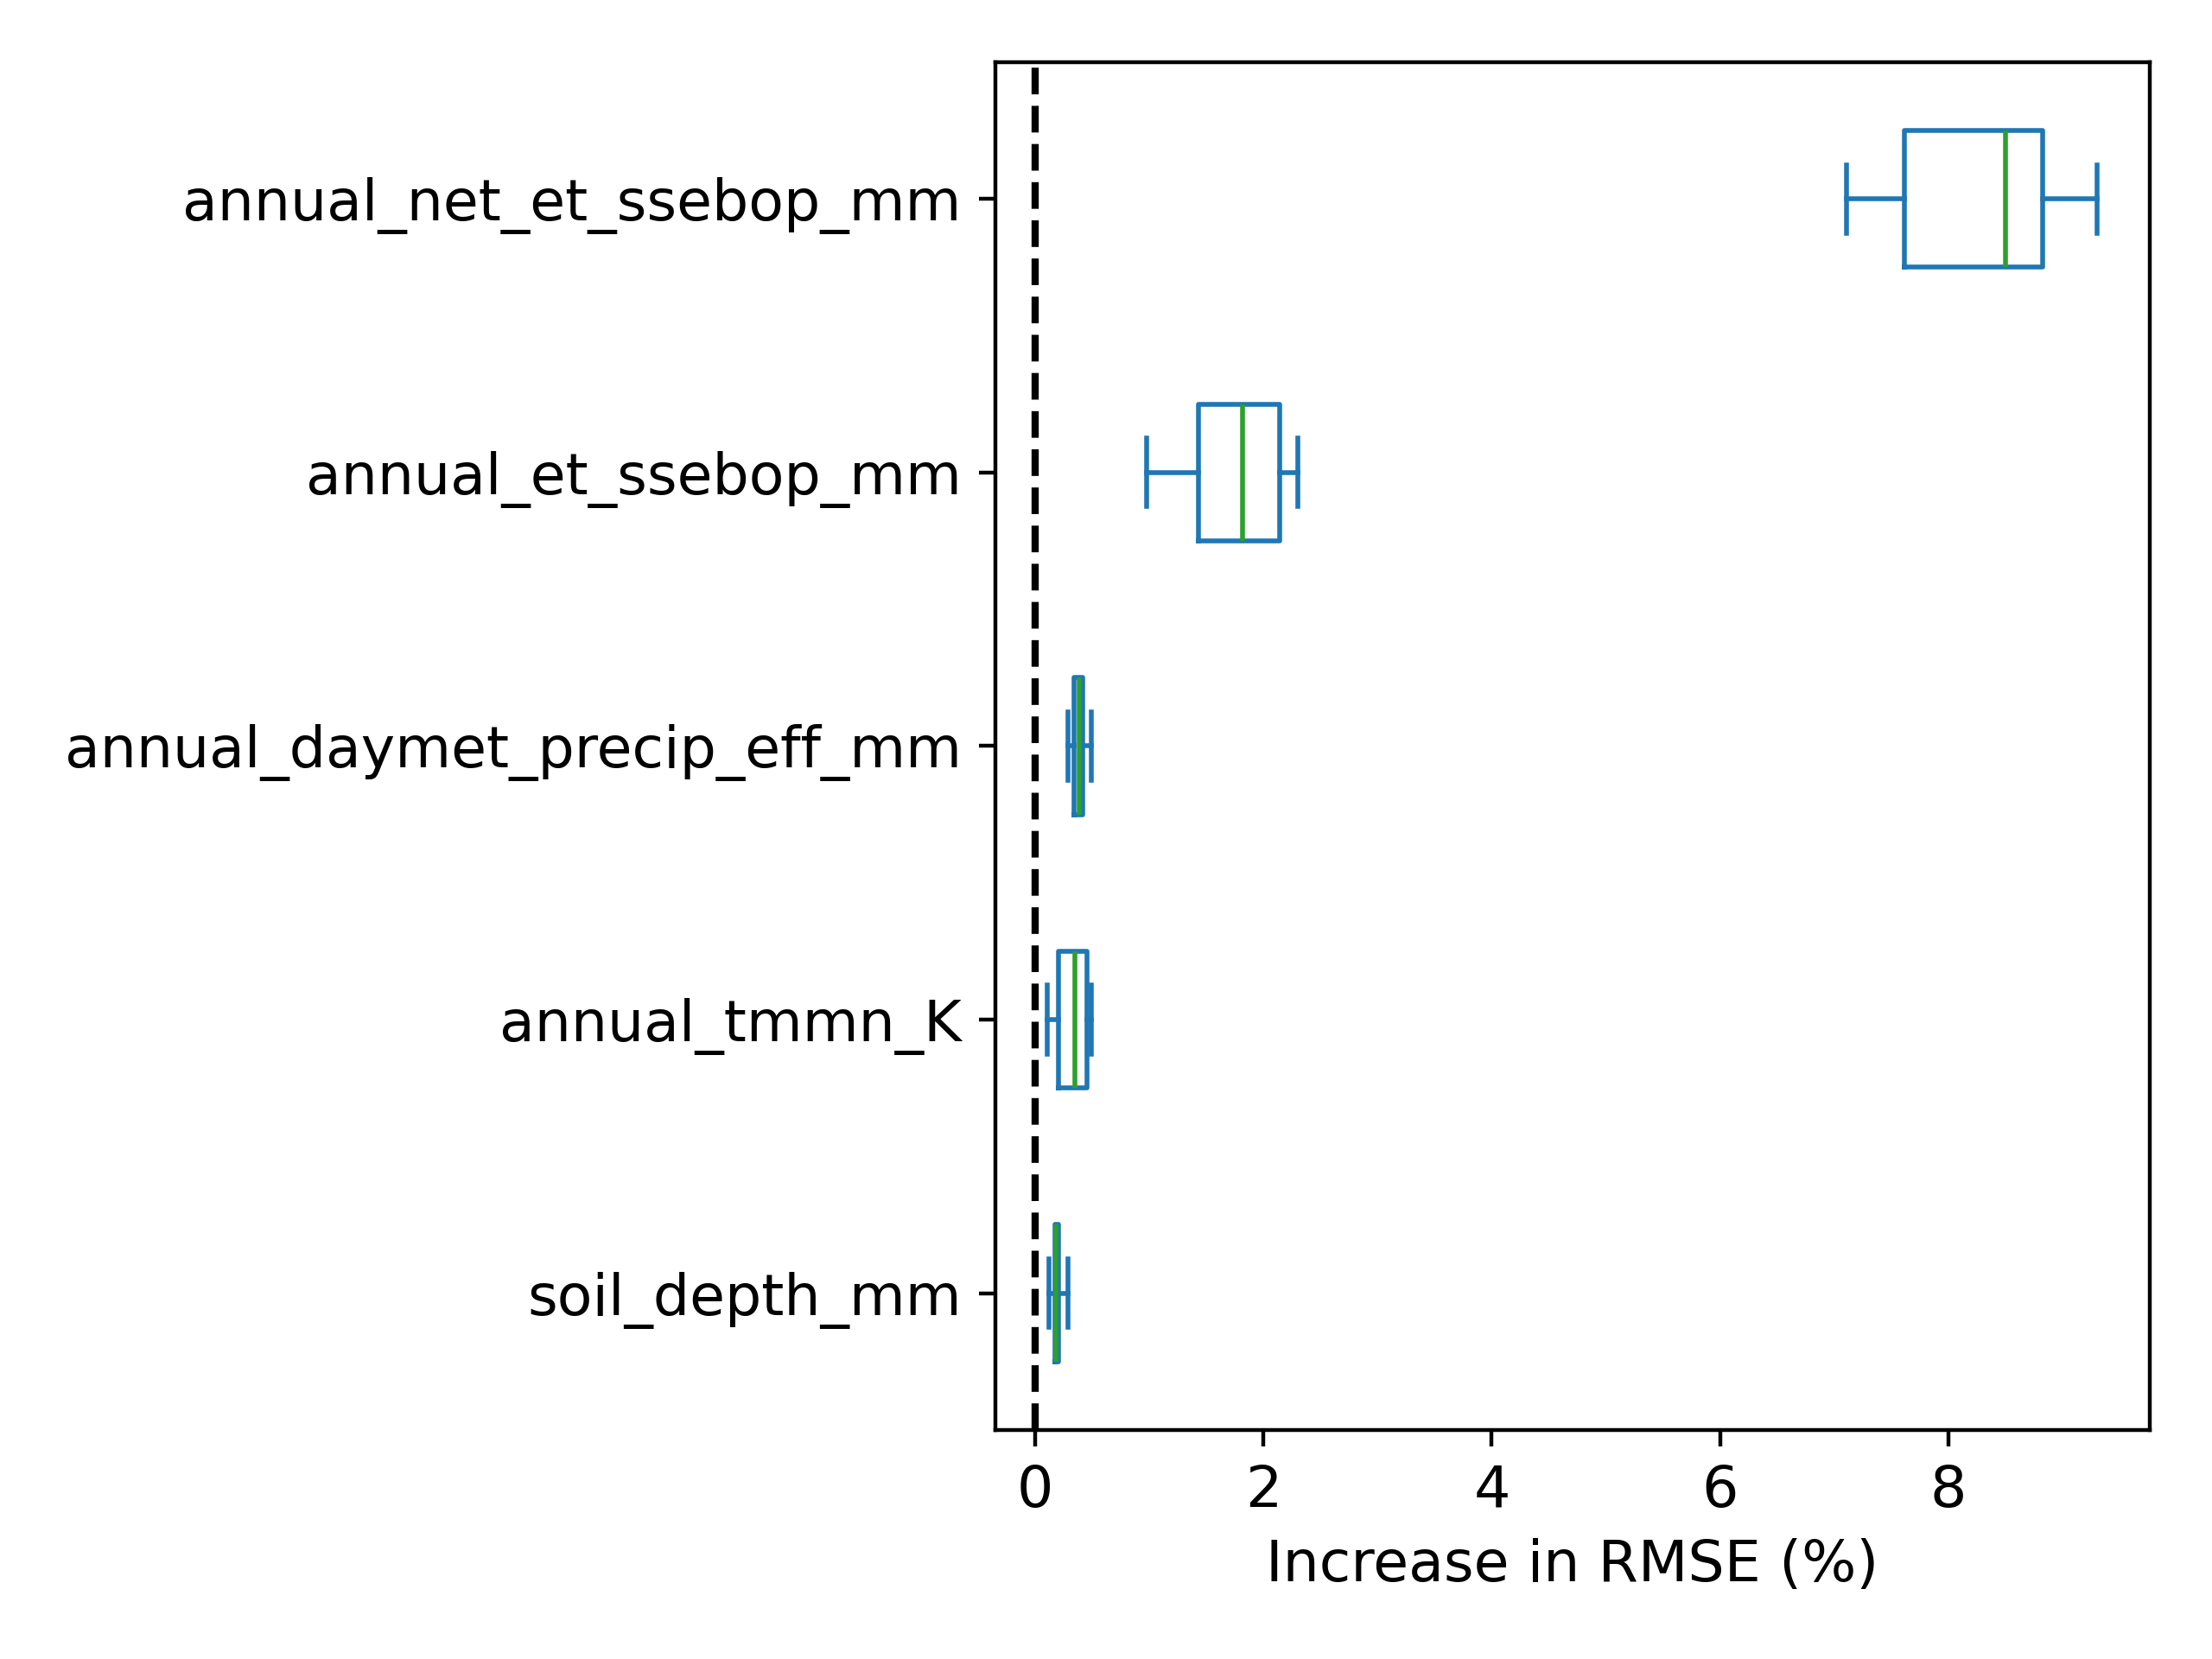 annual_net_et_ssebop_mm
annual_et_ssebop_mm
annual_daymet_precip_eff_mm
annual_tmmn_K
soil_depth_mm
0 2 4 6 8
Increase in RMSE (%)